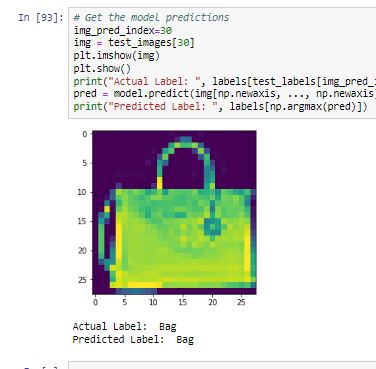 In [93]:
# Get the model predictions
img_pred_index=30
img = test_images[30]
plt.imshow(img)
plt.show()
print("Actual Label: ", labels[test_labels[img_pred_
pred = model.predict(img[np.newaxis, ..., np.newaxis
print("Predicted Label: ", labels[np.argmax(pred)])
0
5
10
15
20
25
0 5 10 15 20 25
Actual Label: Bag
Predicted Label: Bag